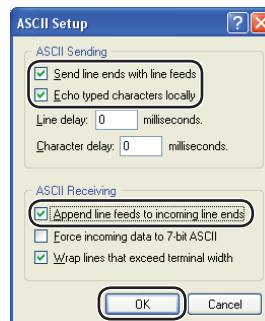 ASCII Setup
ASCII Sending
Send line ends with line feeds
Echo typed characters locally
Line delay: 0 milliseconds.
Character delay: 0 milliseconds.
ASCII Receiving
Append line feeds to incoming line ends
Force incoming data to 7-bit ASCII
Wrap lines that exceed terminal width
OK Cancel